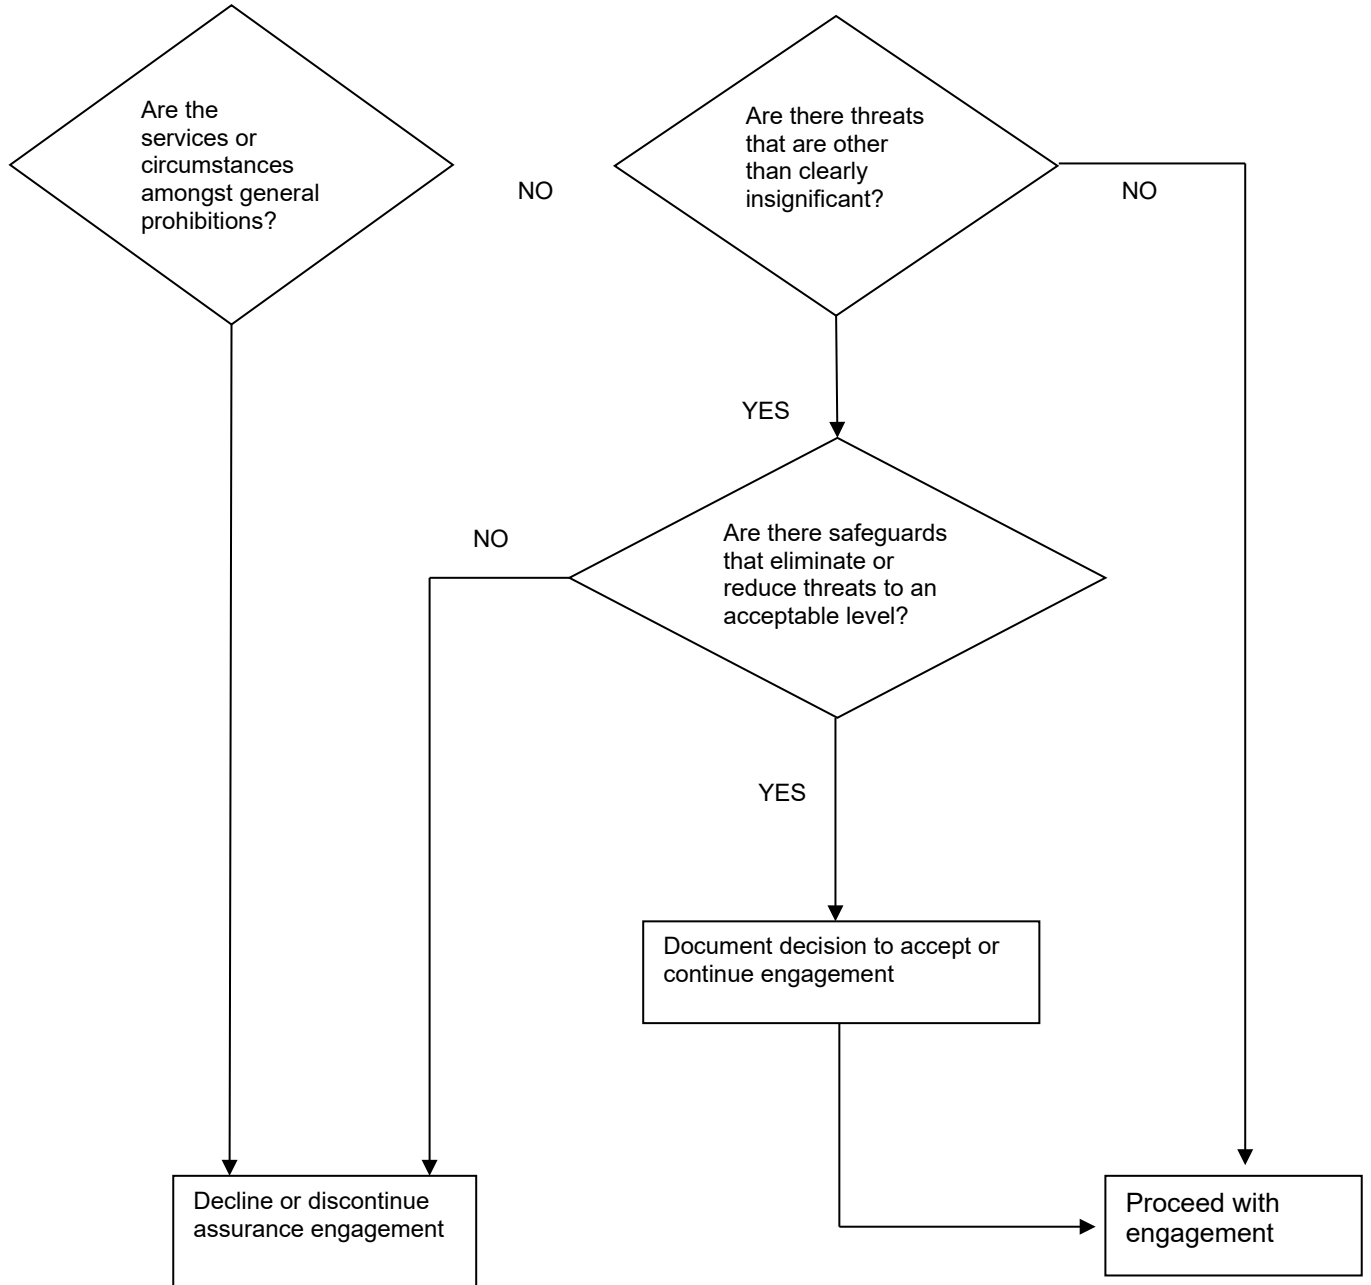 Are the
services or
circumstances
amongst general
prohibitions?
NO
Are there threats
that are other
than clearly
insignificant?
NO
YES
NO
Are there safeguards
that eliminate or
reduce threats to an
acceptable level?
YES
Document decision to accept or
continue engagement
Decline or discontinue
assurance engagement
Proceed with
engagement